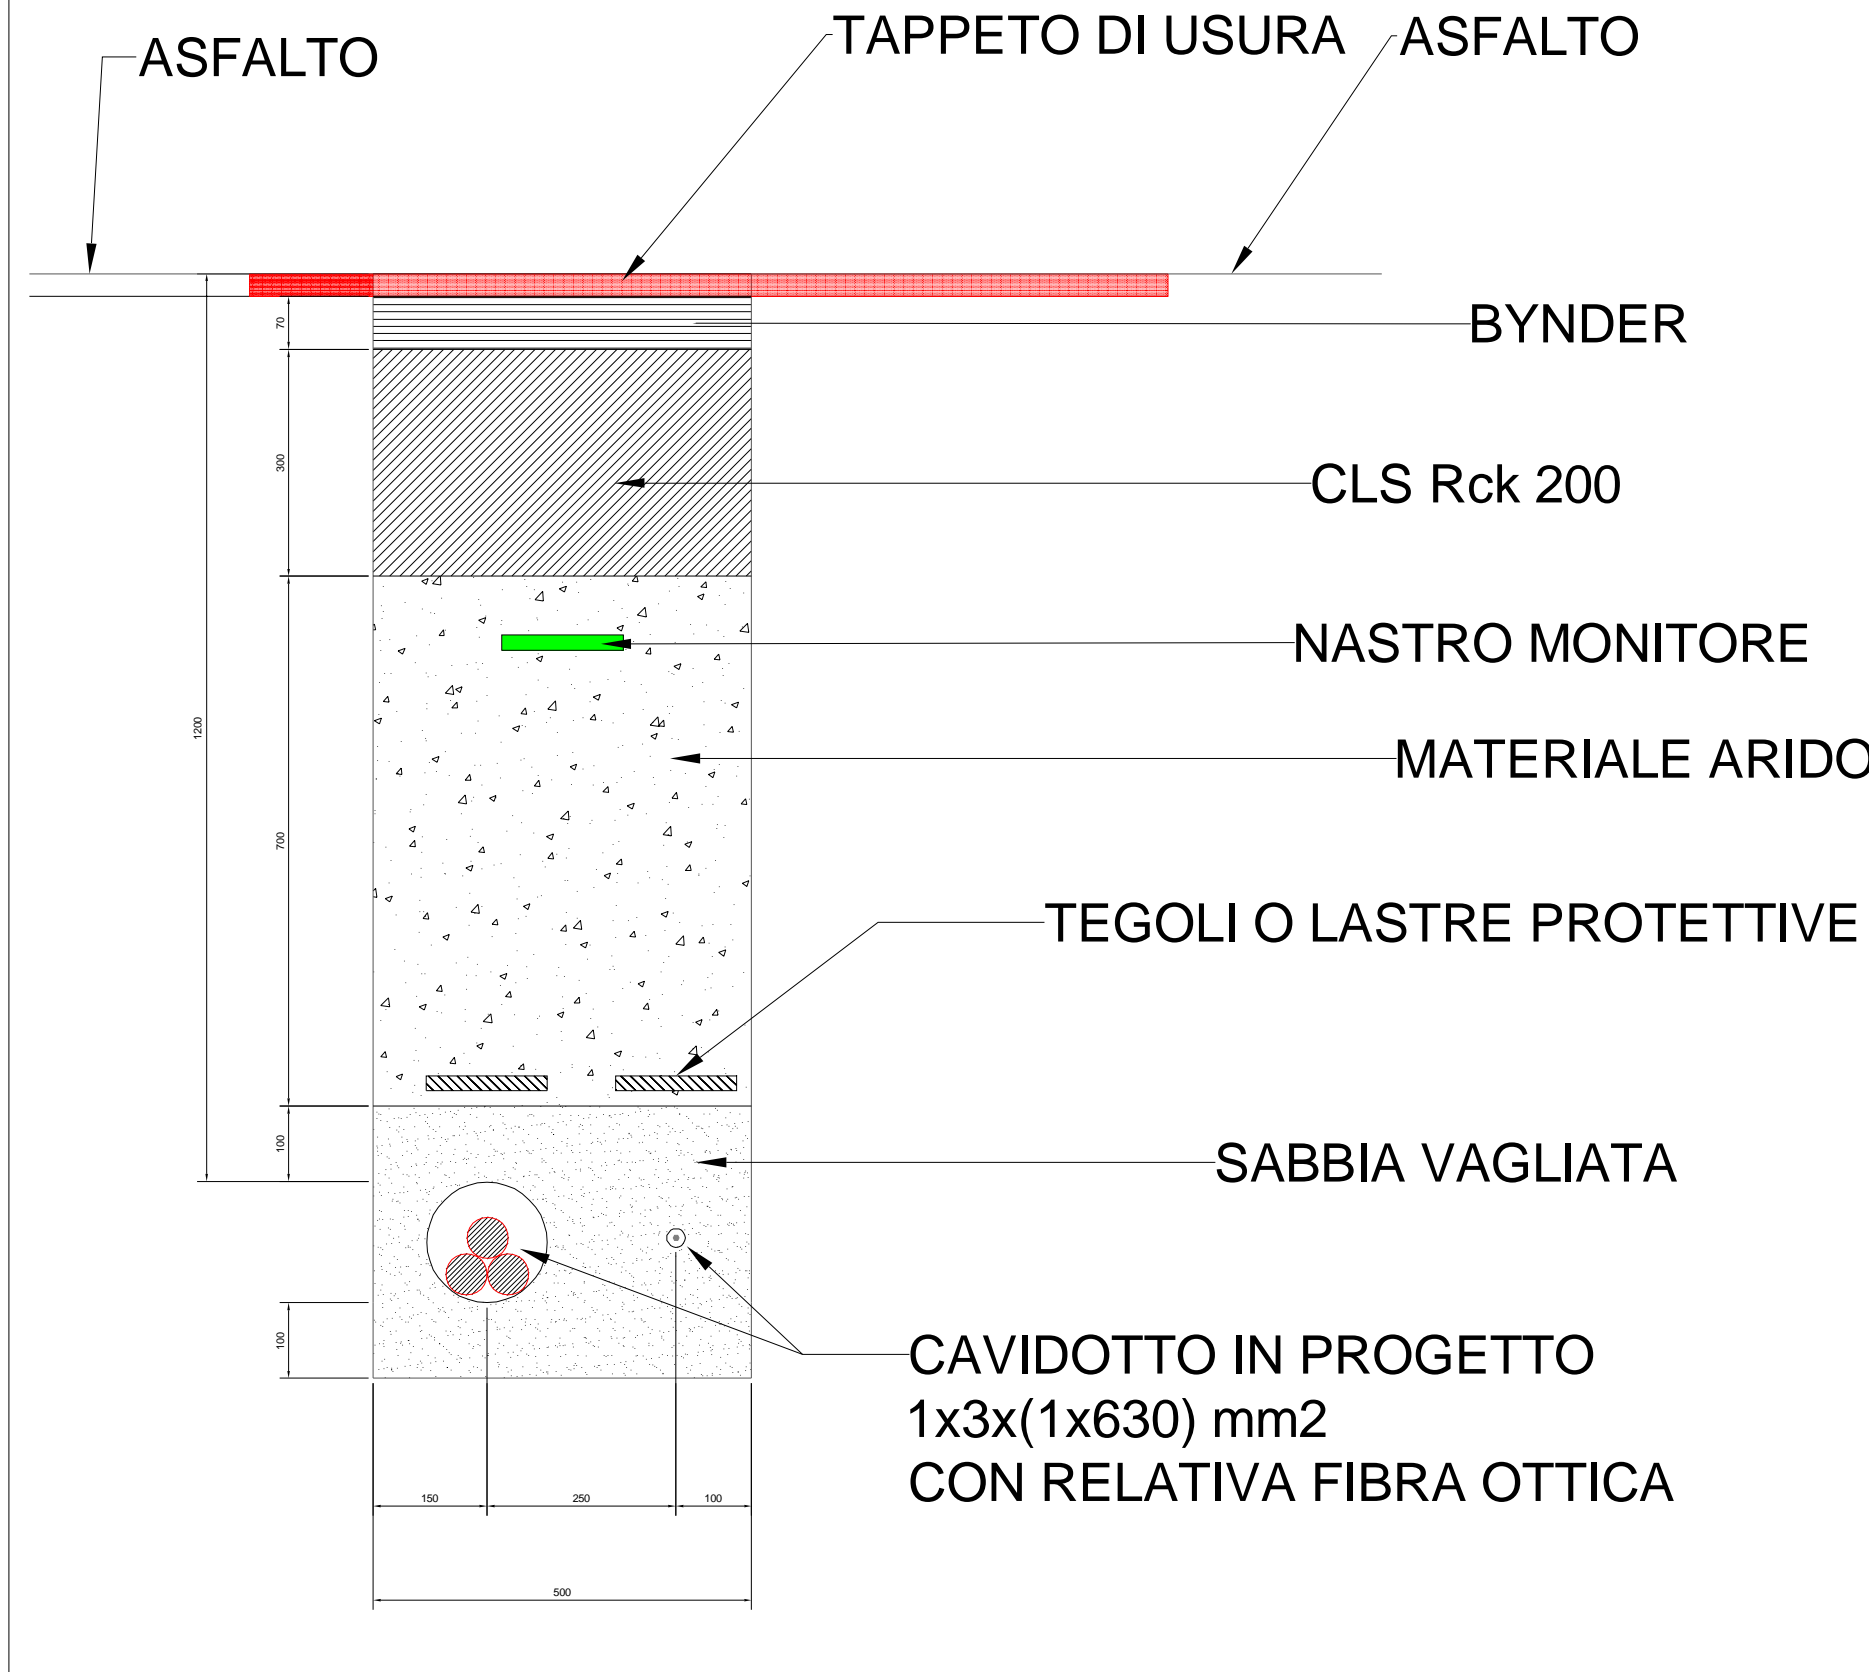 ASFALTO
TAPPETO DI USURA
ASFALTO
BYNDER
70
CLS Rck 200
300
NASTRO MONITORE
1200
MATERIALE ARIDO
700
TEGOLI O LASTRE PROTETTIVE
100
SABBIA VAGLIATA
100
CAVIDOTTO IN PROGETTO
1x3x(1x630) mm2
CON RELATIVA FIBRA OTTICA
150
250
100
500